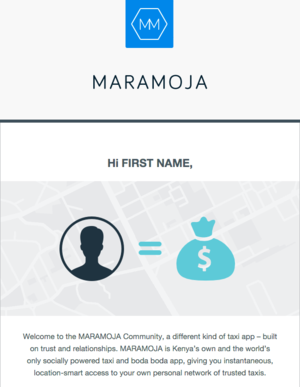 MM
MARAMOJA
Hi FIRST NAME,
$
Welcome to the MARAMOJA Community, a different kind of taxi app – built
on trust and relationships. MARAMOJA is Kenya's own and the world's
only socially powered taxi and boda boda app, giving you instantaneous,
location-smart access to your own personal network of trusted taxis.